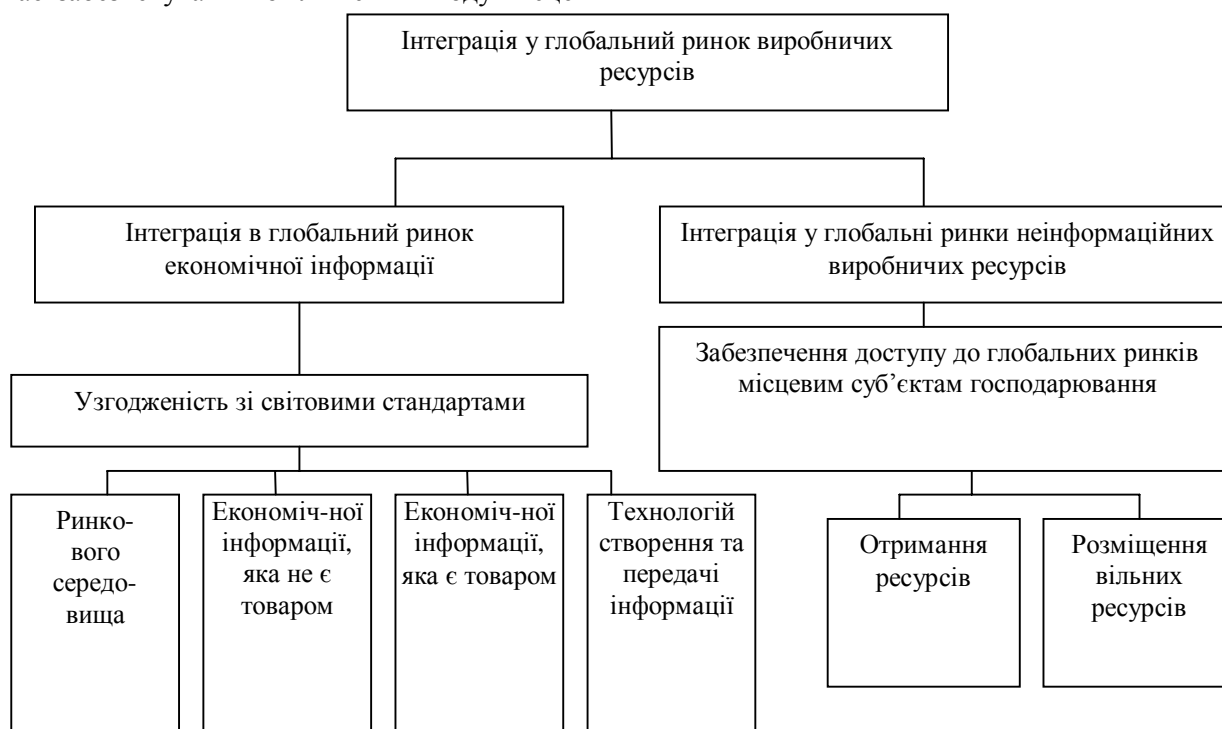 Інтеграція у глобальний ринок виробничих
ресурсів
Інтеграція в глобальний ринок
економічної інформації
Інтеграція у глобальні ринки неінформаційних
виробничих ресурсів
Узгодженість зі світовими стандартами
Забезпечення доступу до глобальних ринків
місцевим суб’єктам господарювання
Ринко-
вого
середо-
вища
Економіч-ної
інформації,
яка не є
товаром
Економіч-ної
інформації,
яка є товаром
Технологій
створення та
передачі
інформації
Отримання
ресурсів
Розміщення
вільних
ресурсів